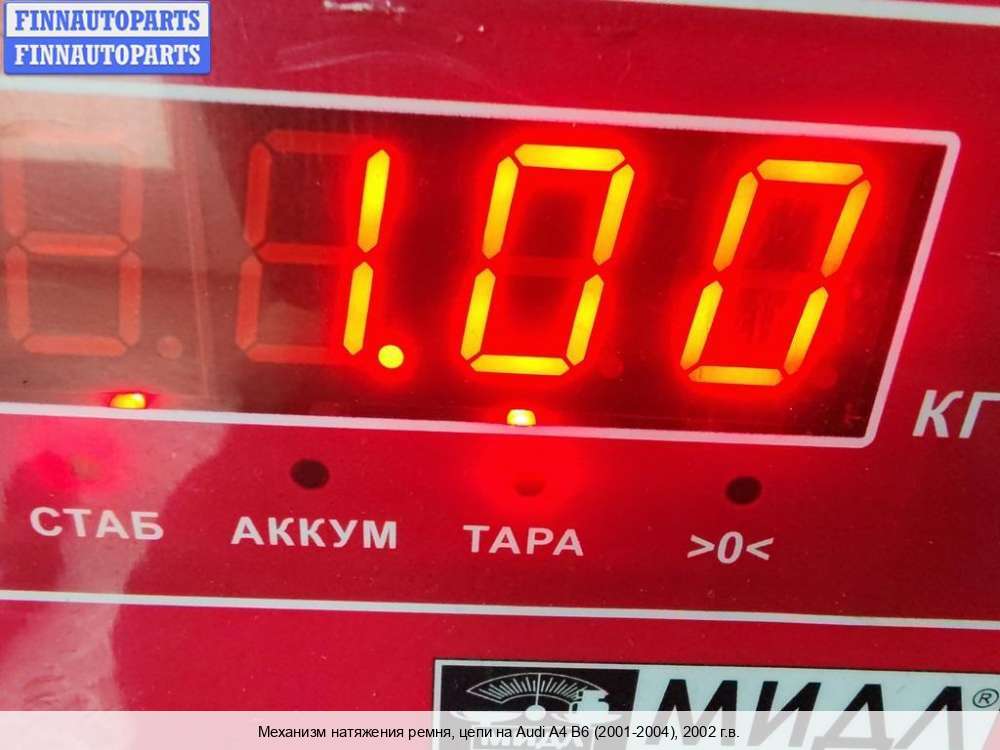 FINNAUTOPARTS
FINNAUTOPARTS
1.00
КГ
СТАБ АККУМ ТАРА >0<
МИДЛ®
МИДЛ
Механизм натяжения ремня, цепи на Audi A4 B6 (2001-2004), 2002 г.в.